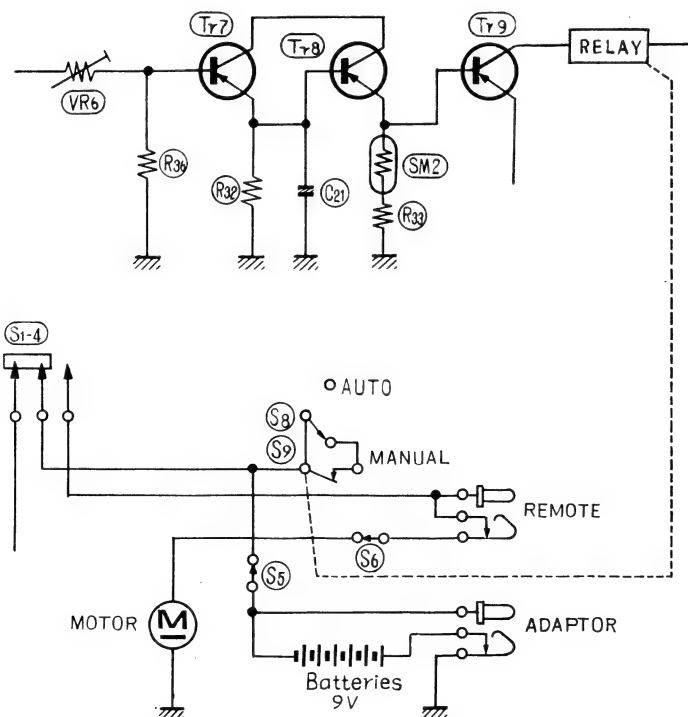 Tr7
Tr8
Tr9
RELAY
VR6
R36
R32
C21
SM2
R33
S1-4
AUTO
S8
S9
MANUAL
REMOTE
S6
S5
MOTOR
M
ADAPTOR
Batteries
9V